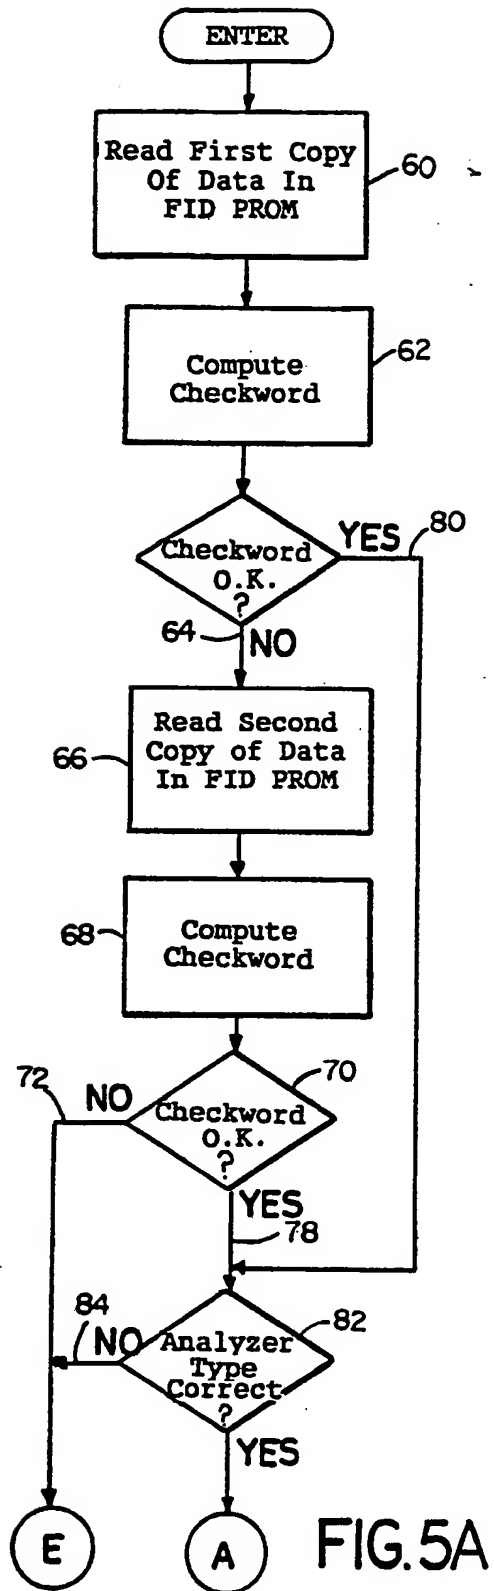 ENTER
Read First Copy
Of Data In
FID PROM
60
Compute
Checkword
62
YES
80
Checkword
O.K.
?
64
NO
Read Second
Copy of Data
In FID PROM
66
Compute
Checkword
68
72
NO
70
Checkword
O.K.
?
YES
78
84
NO
82
Analyzer
Type
Correct
?
YES
E
A
FIG.5A